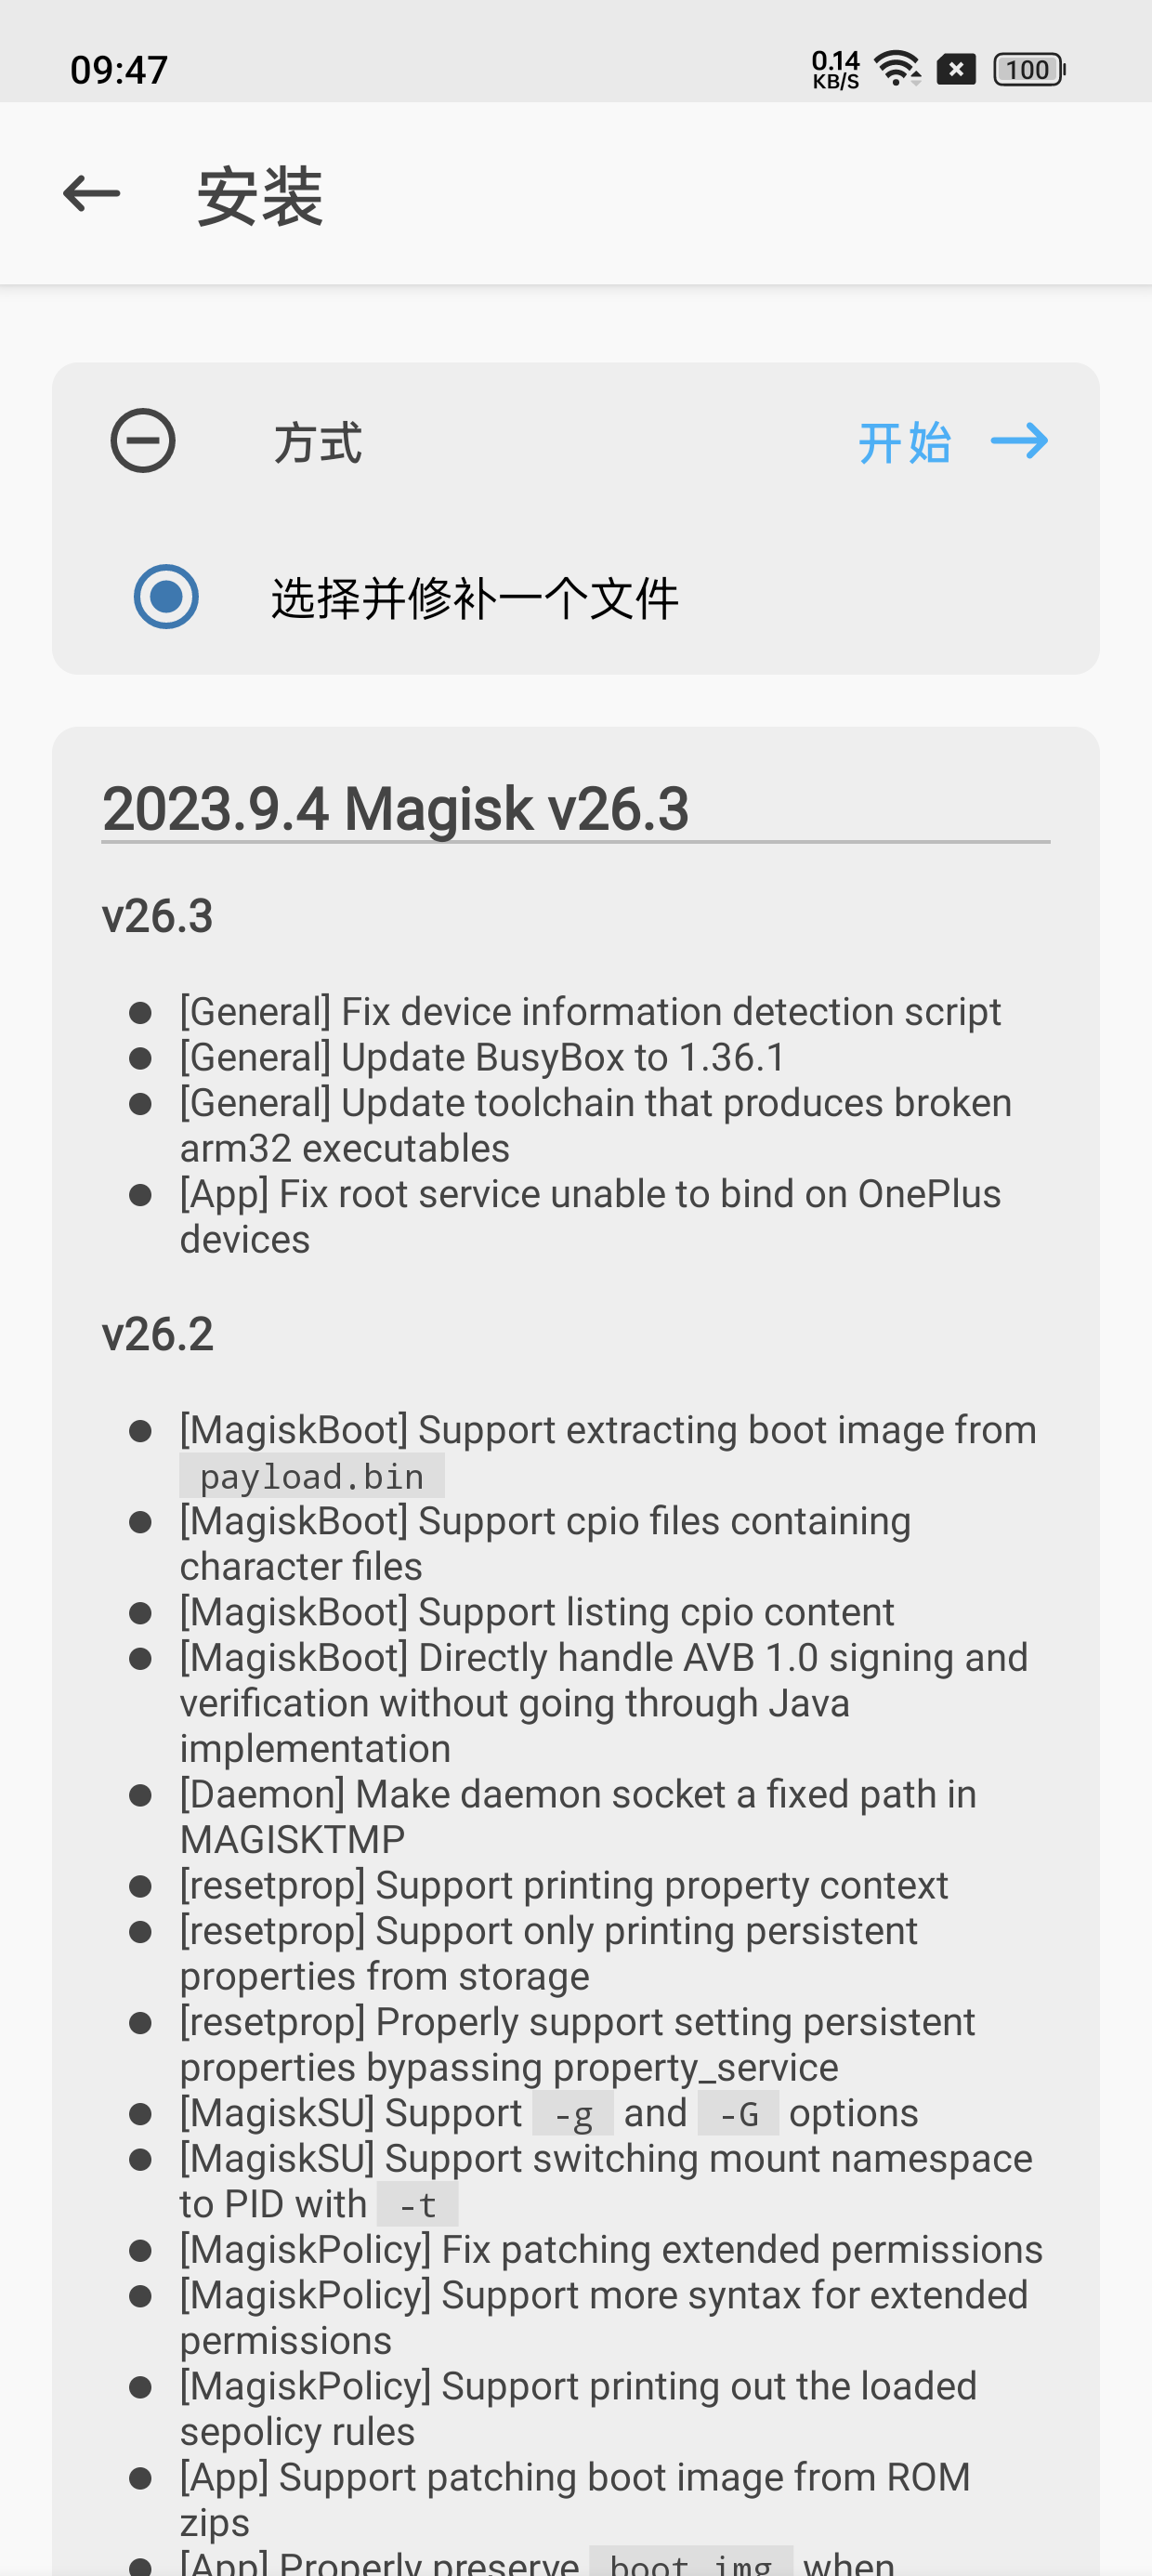 09:47
0.14
KB/S
100
安装
方式
开始
选择并修补一个文件
2023.9.4 Magisk v26.3
v26.3
[General] Fix device information detection script
[General] Update BusyBox to 1.36.1
[General] Update toolchain that produces broken
arm32 executables
[App] Fix root service unable to bind on OnePlus
devices
v26.2
[MagiskBoot] Support extracting boot image from
payload.bin
[MagiskBoot] Support cpio files containing
character files
[MagiskBoot] Support listing cpio content
[MagiskBoot] Directly handle AVB 1.0 signing and
verification without going through Java
implementation
[Daemon] Make daemon socket a fixed path in
MAGISKTMP
[resetprop] Support printing property context
[resetprop] Support only printing persistent
properties from storage
[resetprop] Properly support setting persistent
properties bypassing property_service
[MagiskSU] Support -g and -G options
[MagiskSU] Support switching mount namespace
to PID with -t
[MagiskPolicy] Fix patching extended permissions
[MagiskPolicy] Support more syntax for extended
permissions
[MagiskPolicy] Support printing out the loaded
sepolicy rules
[App] Support patching boot image from ROM
zips
[App] Properly preserve boot.img when